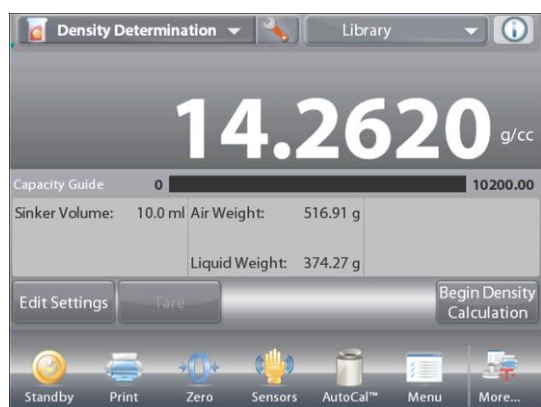 Density Determination Library
14.2620 g/cc
Capacity Guide 0 10200.00
Sinker Volume: 10.0 ml Air Weight: 516.91 g
Liquid Weight: 374.27 g
Edit Settings Tare Begin Density
Calculation
Standby Print Zero Sensors AutoCal™ Menu More...